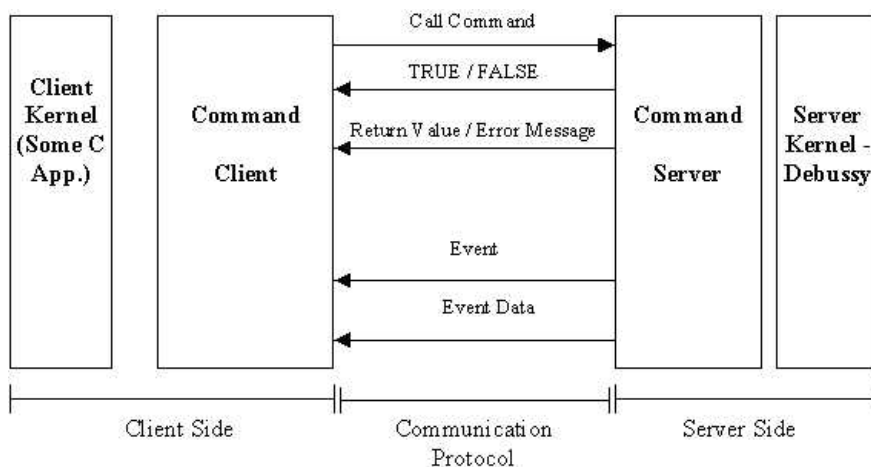 Call Command
TRUE / FALSE
Return Value / Error Message
Event
Event Data
Client
Kernel
(Some C
App.)
Command
Client
Command
Server
Server
Kernel -
Debussy
Client Side
Communication
Protocol
Server Side